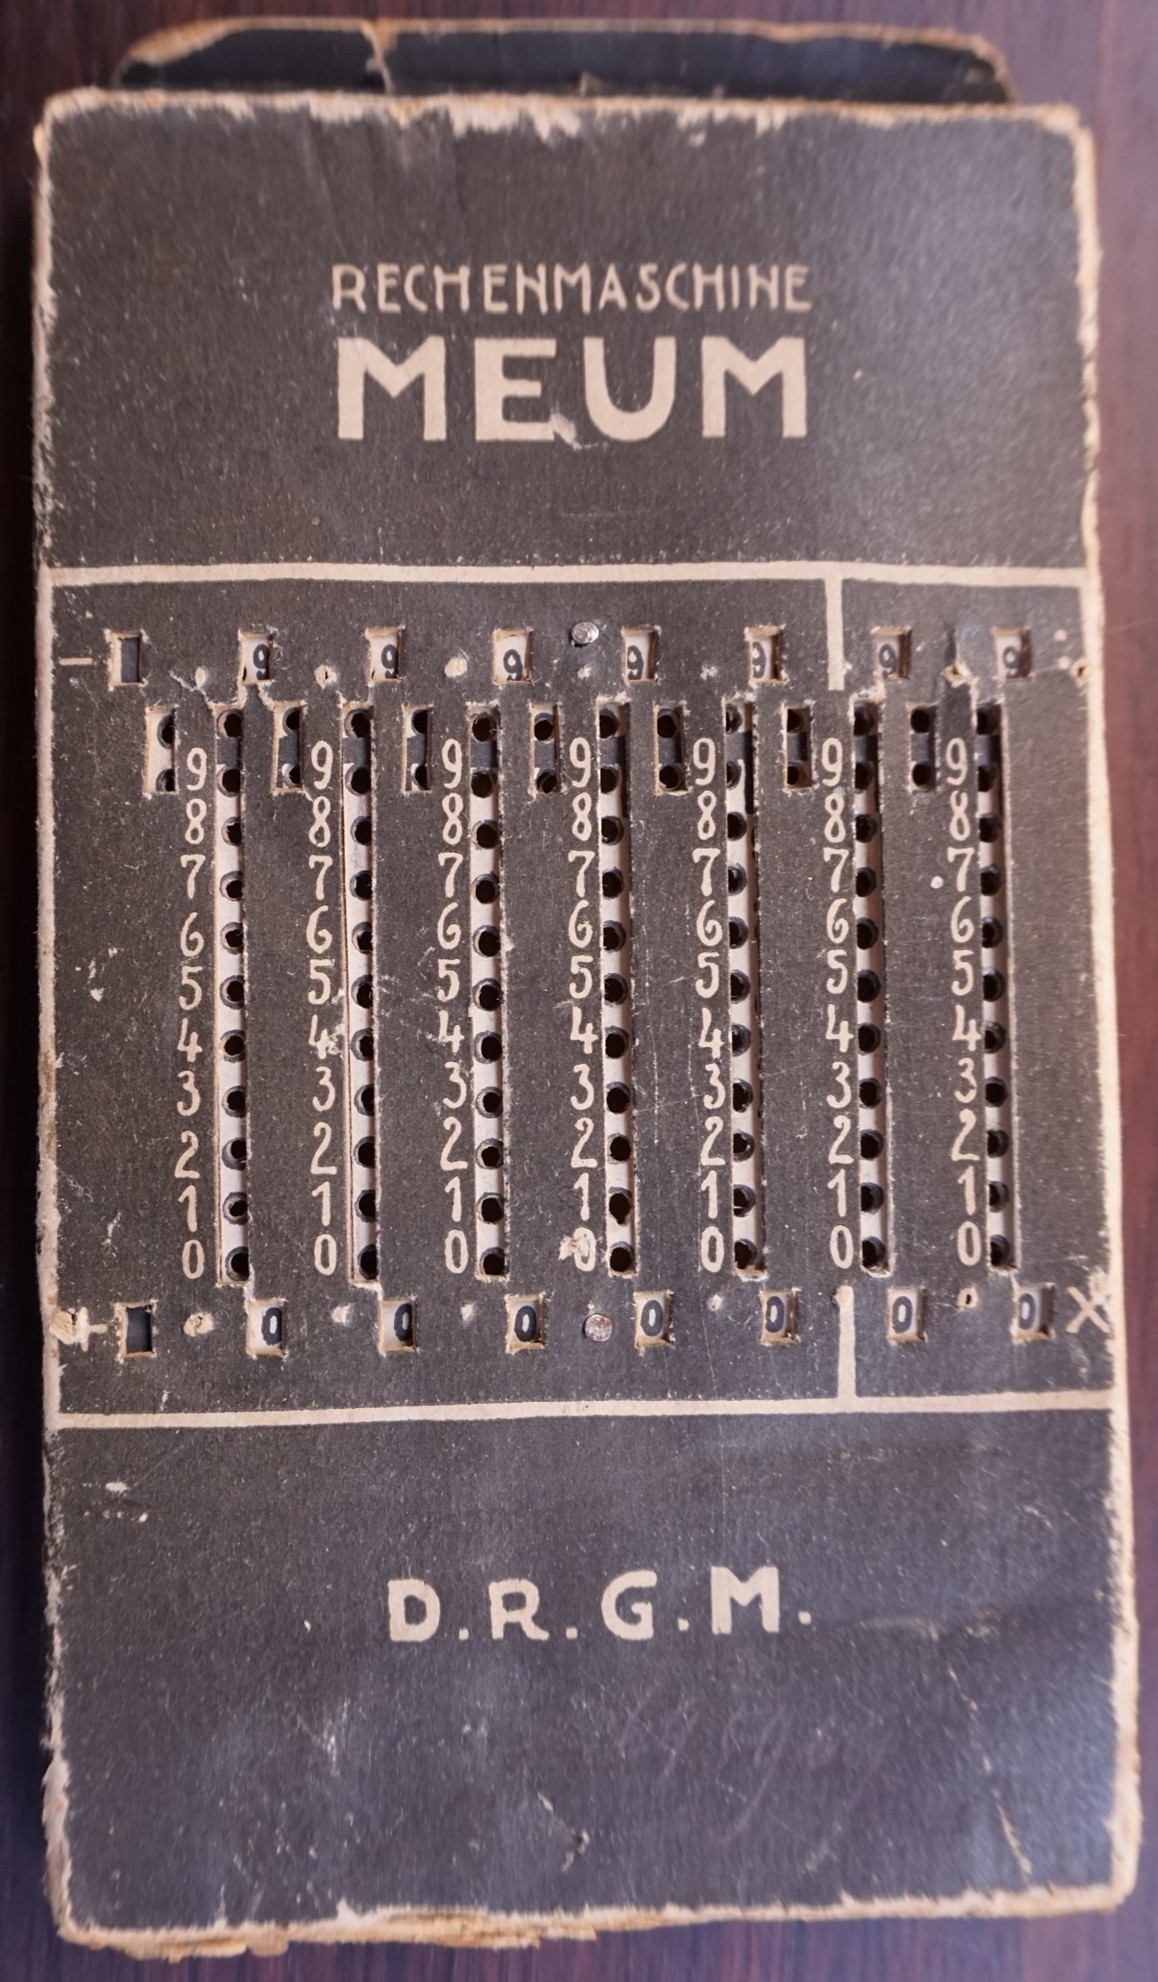 RECHENMASCHINE
MEUM
− 9 9 9 9 9 9 9
9 9 9 9 9 9 9
8 8 8 8 8 8 8
7 7 7 7 7 7 7
6 6 6 6 6 6 6
5 5 5 5 5 5 5
4 4 4 4 4 4 4
3 3 3 3 3 3 3
2 2 2 2 2 2 2
1 1 1 1 1 1 1
0 0 0 0 0 0 0
+ 0 0 0 0 0 0 0 X
D.R.G.M.